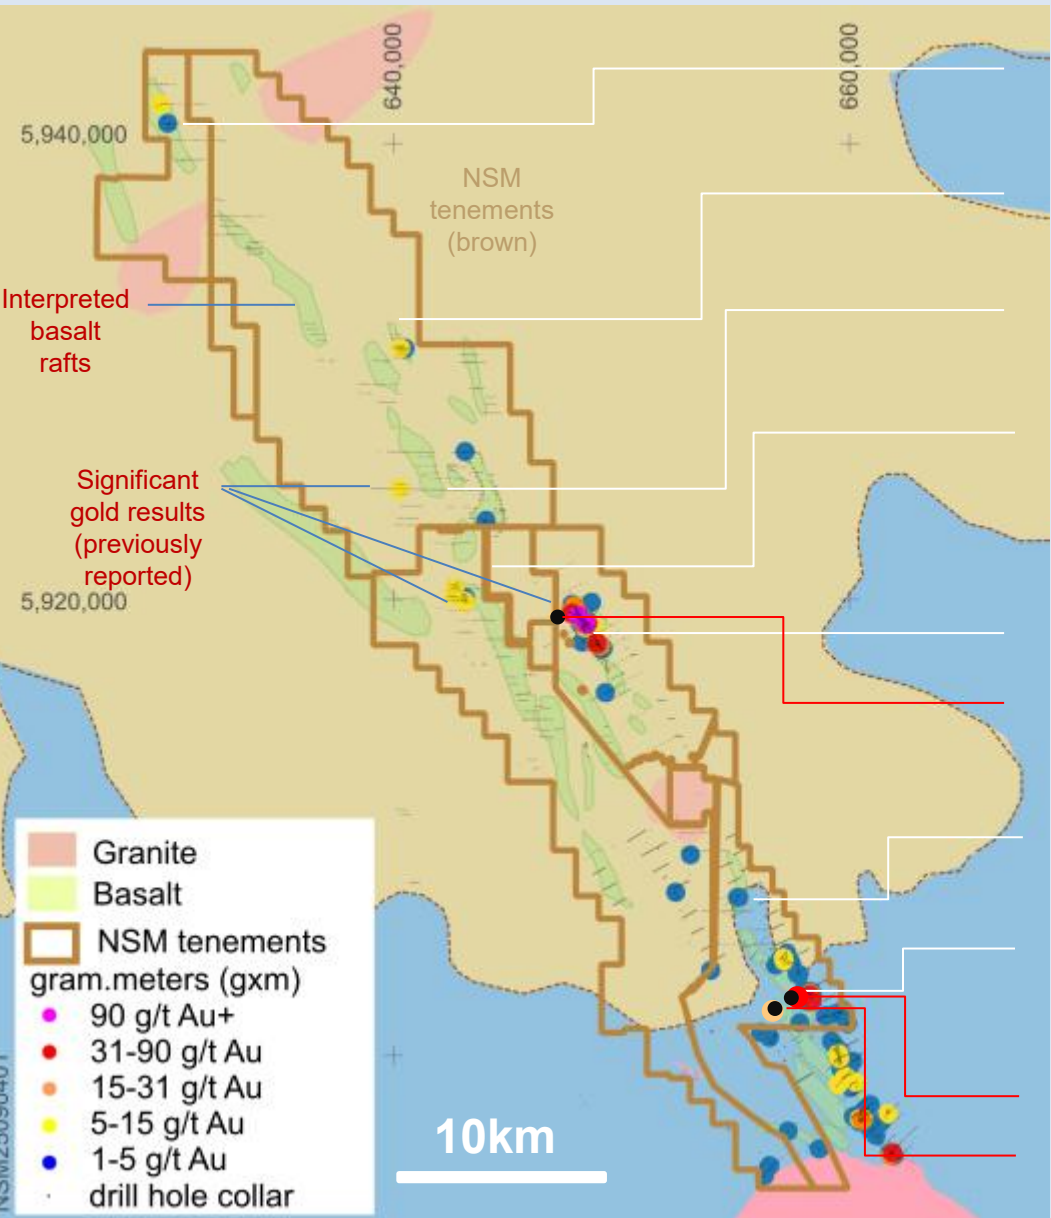 640,000
660,000
5,940,000
NSM
tenements
(brown)
Interpreted
basalt
rafts
Significant
gold results
(previously
reported)
5,920,000
Granite
Basalt
NSM tenements
gram.meters (gxm)
90 g/t Au+
31-90 g/t Au
15-31 g/t Au
5-15 g/t Au
1-5 g/t Au
drill hole collar
10km